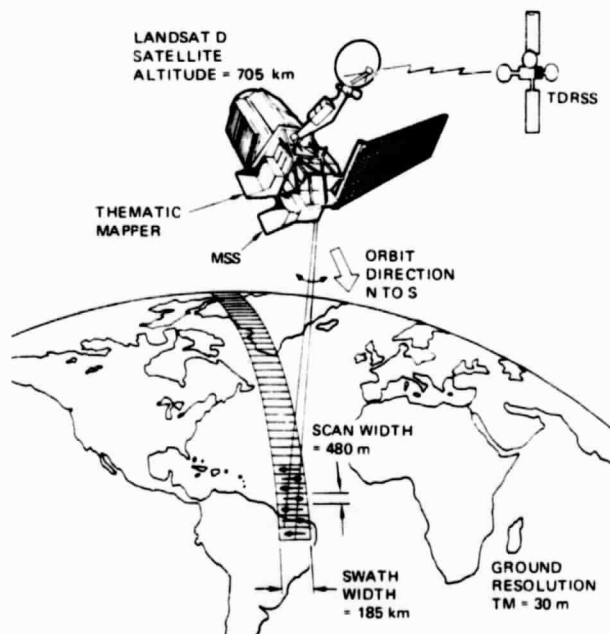 LANDSAT D
SATELLITE
ALTITUDE = 705 km
TDRSS
THEMATIC
MAPPER
MSS
ORBIT
DIRECTION
N TO S
SCAN WIDTH
= 480 m
SWATH
WIDTH
= 185 km
GROUND
RESOLUTION
TM = 30 m